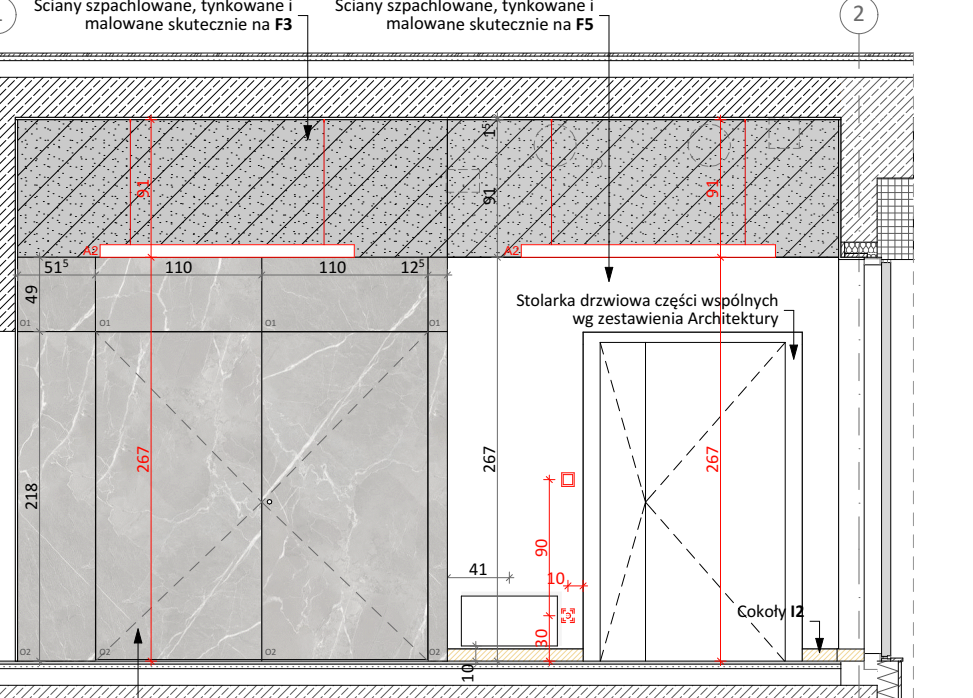 Ściany szpachlowane, tynkowane i
malowane skutecznie na F3
Ściany szpachlowane, tynkowane i
malowane skutecznie na F5
2
1⁵
91
91
91
A2
A2
51⁵
110
110
12⁵
49
O1
O1
O1
Stolarka drzwiowa części wspólnych
wg zestawienia Architektury
267
267
267
218
90
10
41
30
Cokoły I2
O2
O2
O2
10